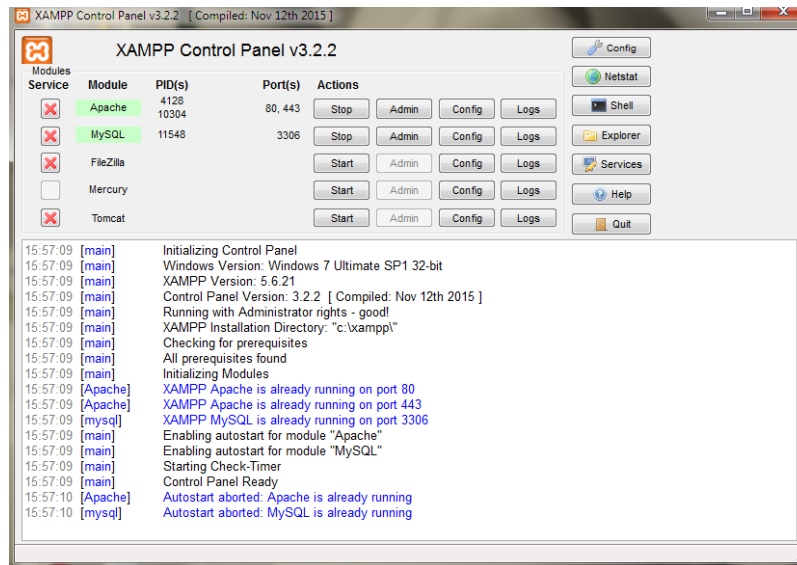 XAMPP Control Panel v3.2.2 [ Compiled: Nov 12th 2015 ]
XAMPP Control Panel v3.2.2
Config
Modules
Service Module PID(s) Port(s) Actions
Netstat
Apache 4128 10304 80, 443 Stop Admin Config Logs
Shell
MySQL 11548 3306 Stop Admin Config Logs
Explorer
FileZilla Start Admin Config Logs
Services
Mercury Start Admin Config Logs
Help
Tomcat Start Admin Config Logs
Quit
15:57:09 [main] Initializing Control Panel
15:57:09 [main] Windows Version: Windows 7 Ultimate SP1 32-bit
15:57:09 [main] XAMPP Version: 5.6.21
15:57:09 [main] Control Panel Version: 3.2.2 [ Compiled: Nov 12th 2015 ]
15:57:09 [main] Running with Administrator rights - good!
15:57:09 [main] XAMPP Installation Directory: "c:\xampp\"
15:57:09 [main] Checking for prerequisites
15:57:09 [main] All prerequisites found
15:57:09 [main] Initializing Modules
15:57:09 [Apache] XAMPP Apache is already running on port 80
15:57:09 [Apache] XAMPP Apache is already running on port 443
15:57:09 [mysql] XAMPP MySQL is already running on port 3306
15:57:09 [main] Enabling autostart for module "Apache"
15:57:09 [main] Enabling autostart for module "MySQL"
15:57:09 [main] Starting Check-Timer
15:57:09 [main] Control Panel Ready
15:57:10 [Apache] Autostart aborted: Apache is already running
15:57:10 [mysql] Autostart aborted: MySQL is already running